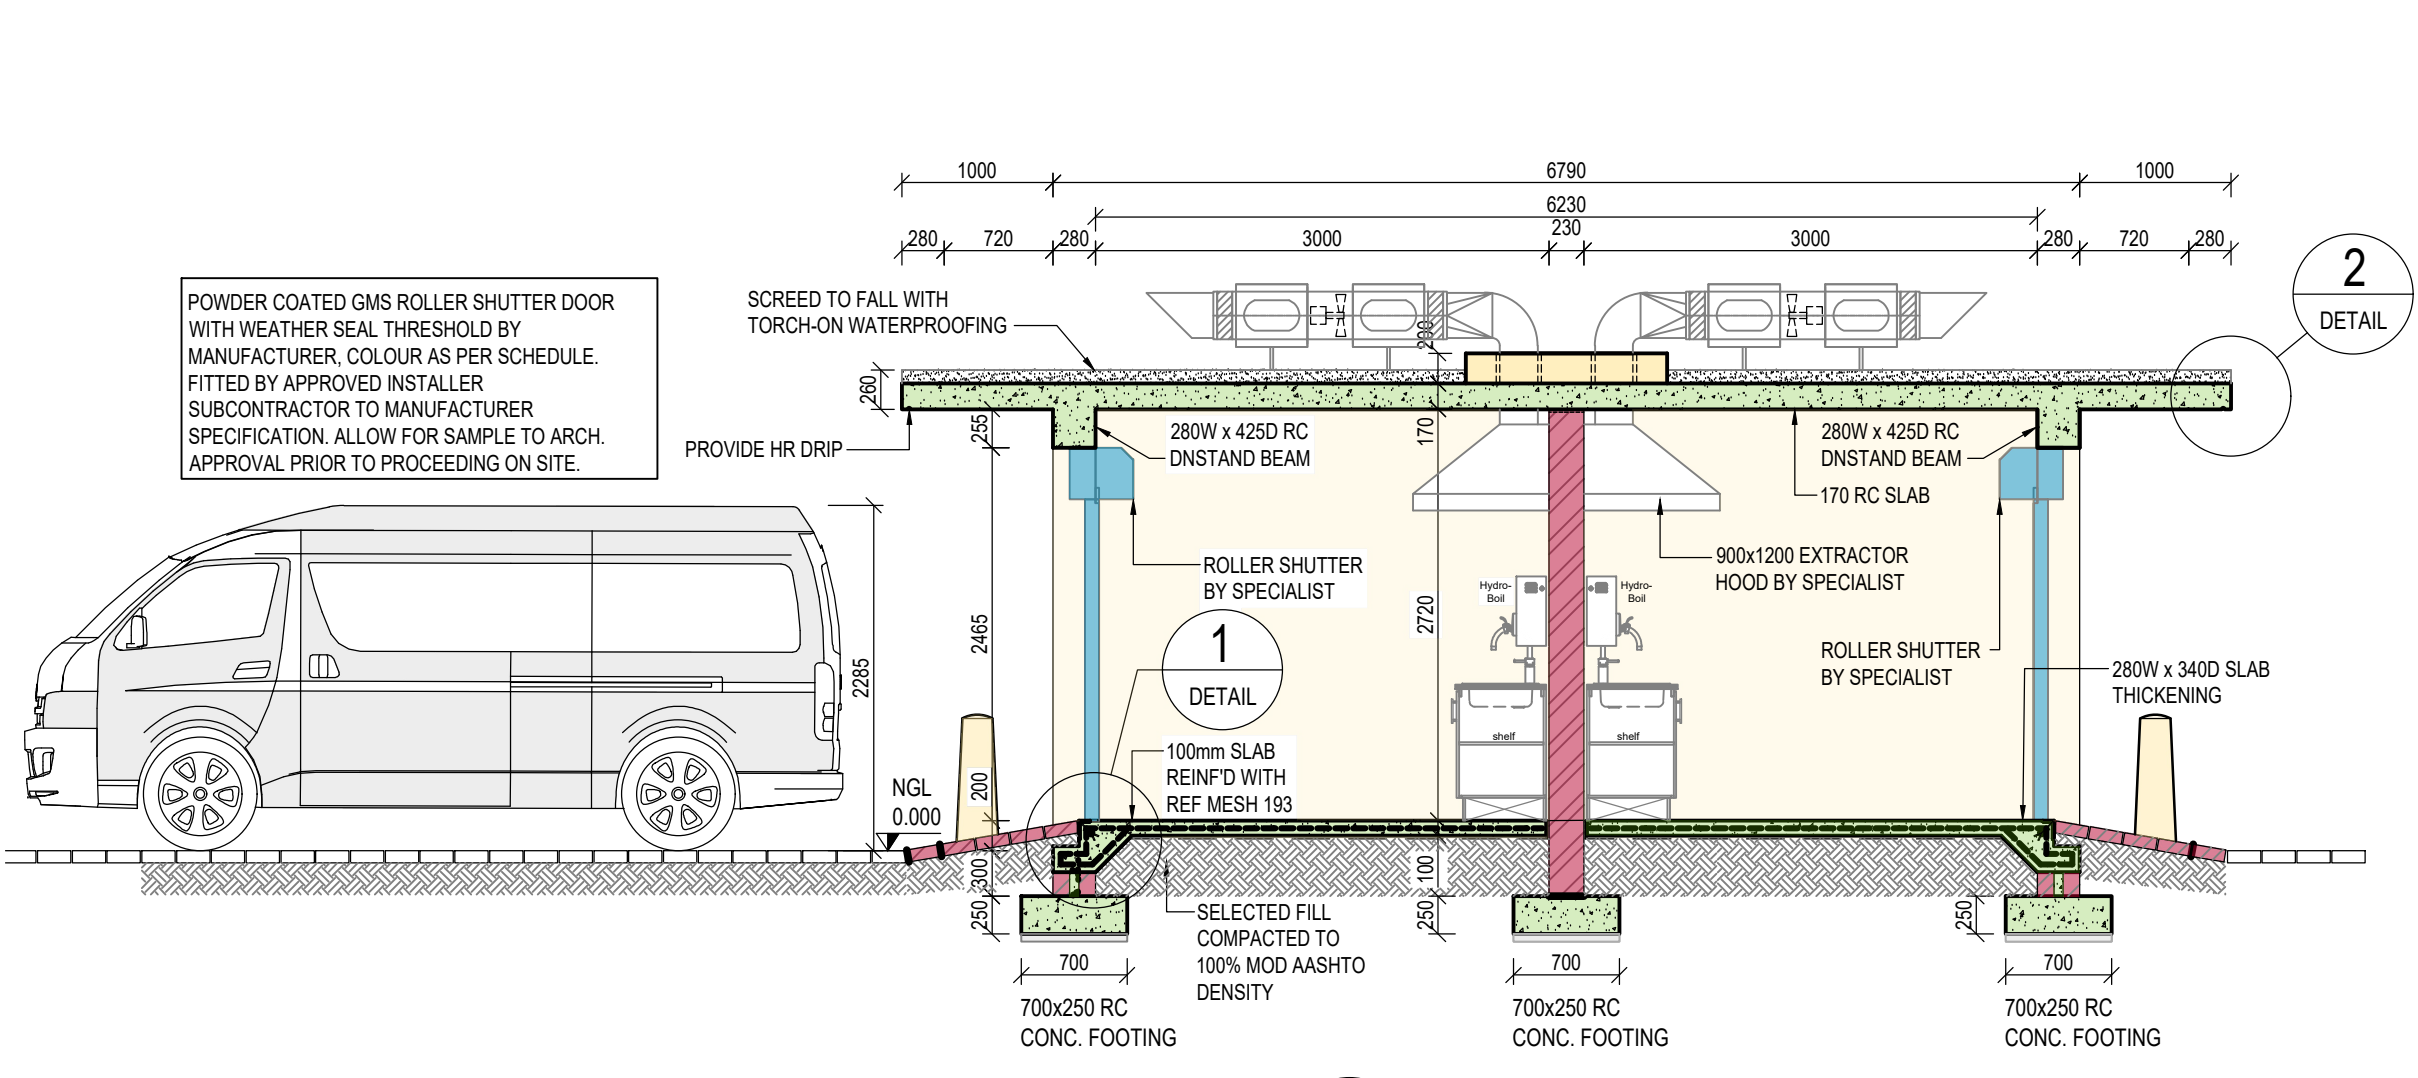 1000
6790
1000
6230
230
280
720
280
3000
3000
280
720
280
2
DETAIL
POWDER COATED GMS ROLLER SHUTTER DOOR
WITH WEATHER SEAL THRESHOLD BY
MANUFACTURER, COLOUR AS PER SCHEDULE.
FITTED BY APPROVED INSTALLER
SUBCONTRACTOR TO MANUFACTURER
SPECIFICATION. ALLOW FOR SAMPLE TO ARCH.
APPROVAL PRIOR TO PROCEEDING ON SITE.
SCREED TO FALL WITH
TORCH-ON WATERPROOFING
260
PROVIDE HR DRIP
255
280W x 425D RC
DNSTAND BEAM
170
280W x 425D RC
DNSTAND BEAM
170 RC SLAB
ROLLER SHUTTER
BY SPECIALIST
900x1200 EXTRACTOR
HOOD BY SPECIALIST
Hydro-
Boil
Hydro-
Boil
2465
2720
2285
1
DETAIL
ROLLER SHUTTER
BY SPECIALIST
280W x 340D SLAB
THICKENING
shelf
shelf
100mm SLAB
REINF'D WITH
REF MESH 193
NGL
0.000
200
300
100
250
250
250
SELECTED FILL
COMPACTED TO
100% MOD AASHTO
DENSITY
700
700
700
700x250 RC
CONC. FOOTING
700x250 RC
CONC. FOOTING
700x250 RC
CONC. FOOTING